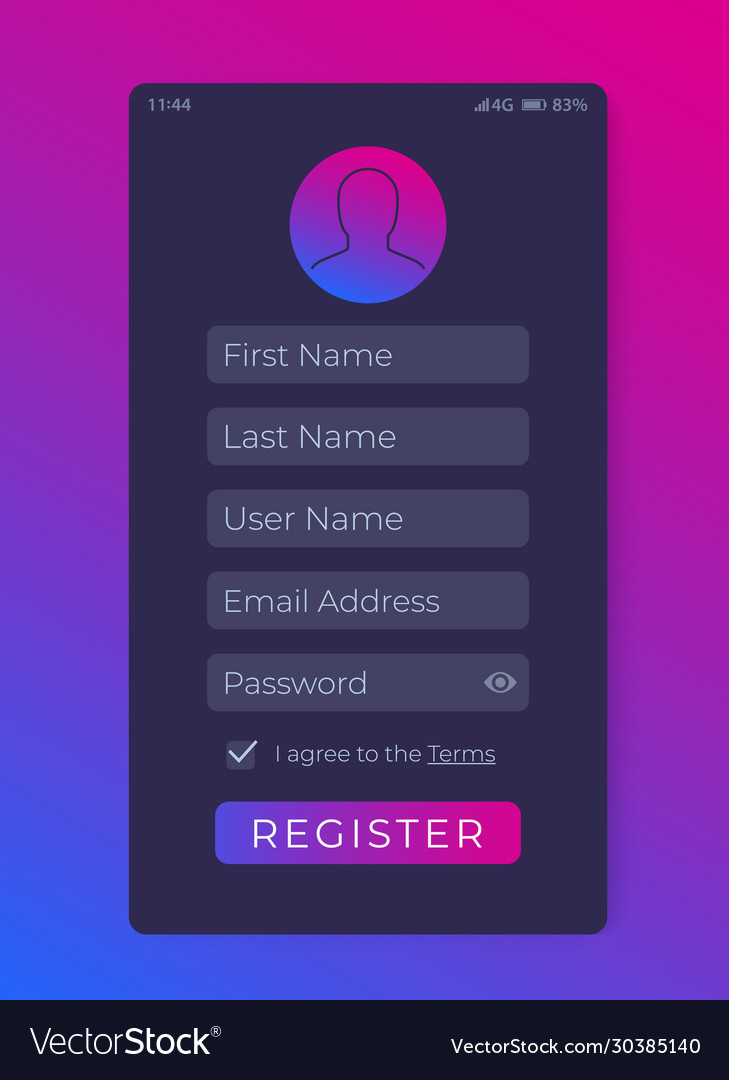 11:44 4G 83%
First Name
Last Name
User Name
Email Address
Password
I agree to the Terms
REGISTER
VectorStock® VectorStock.com/30385140